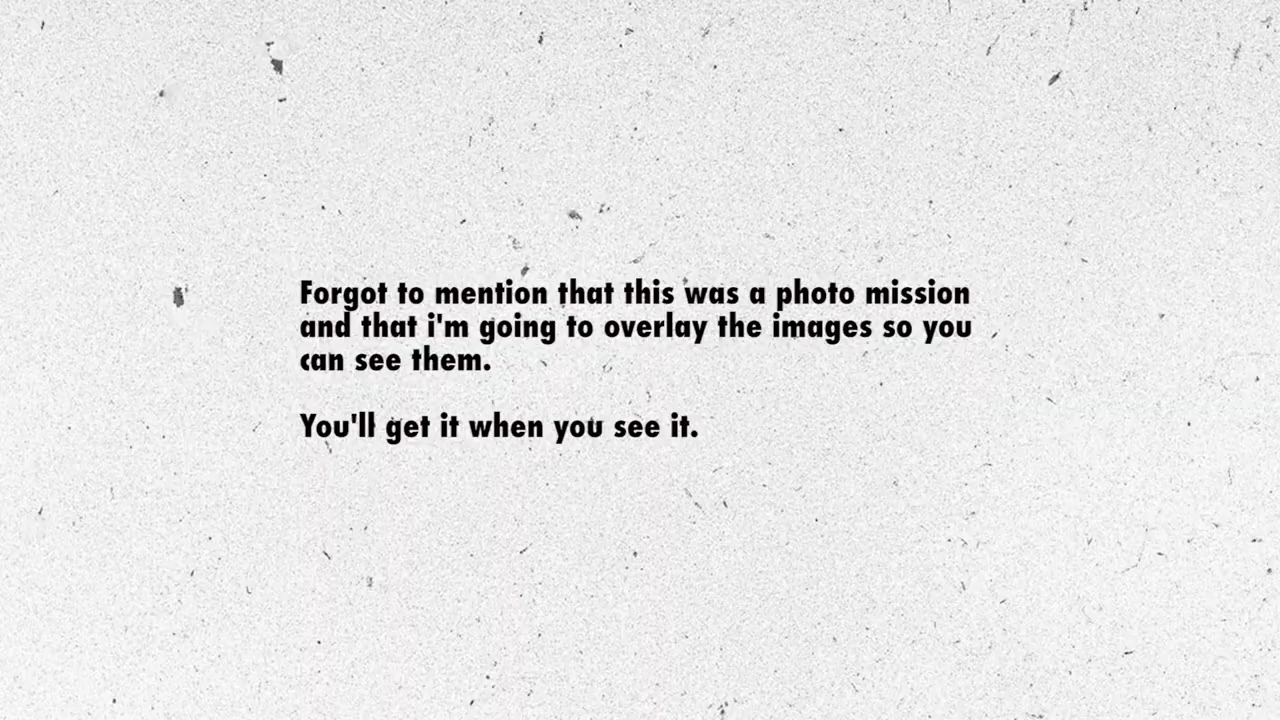 Forgot to mention that this was a photo mission
and that i'm going to overlay the images so you
can see them.
You'll get it when you see it.